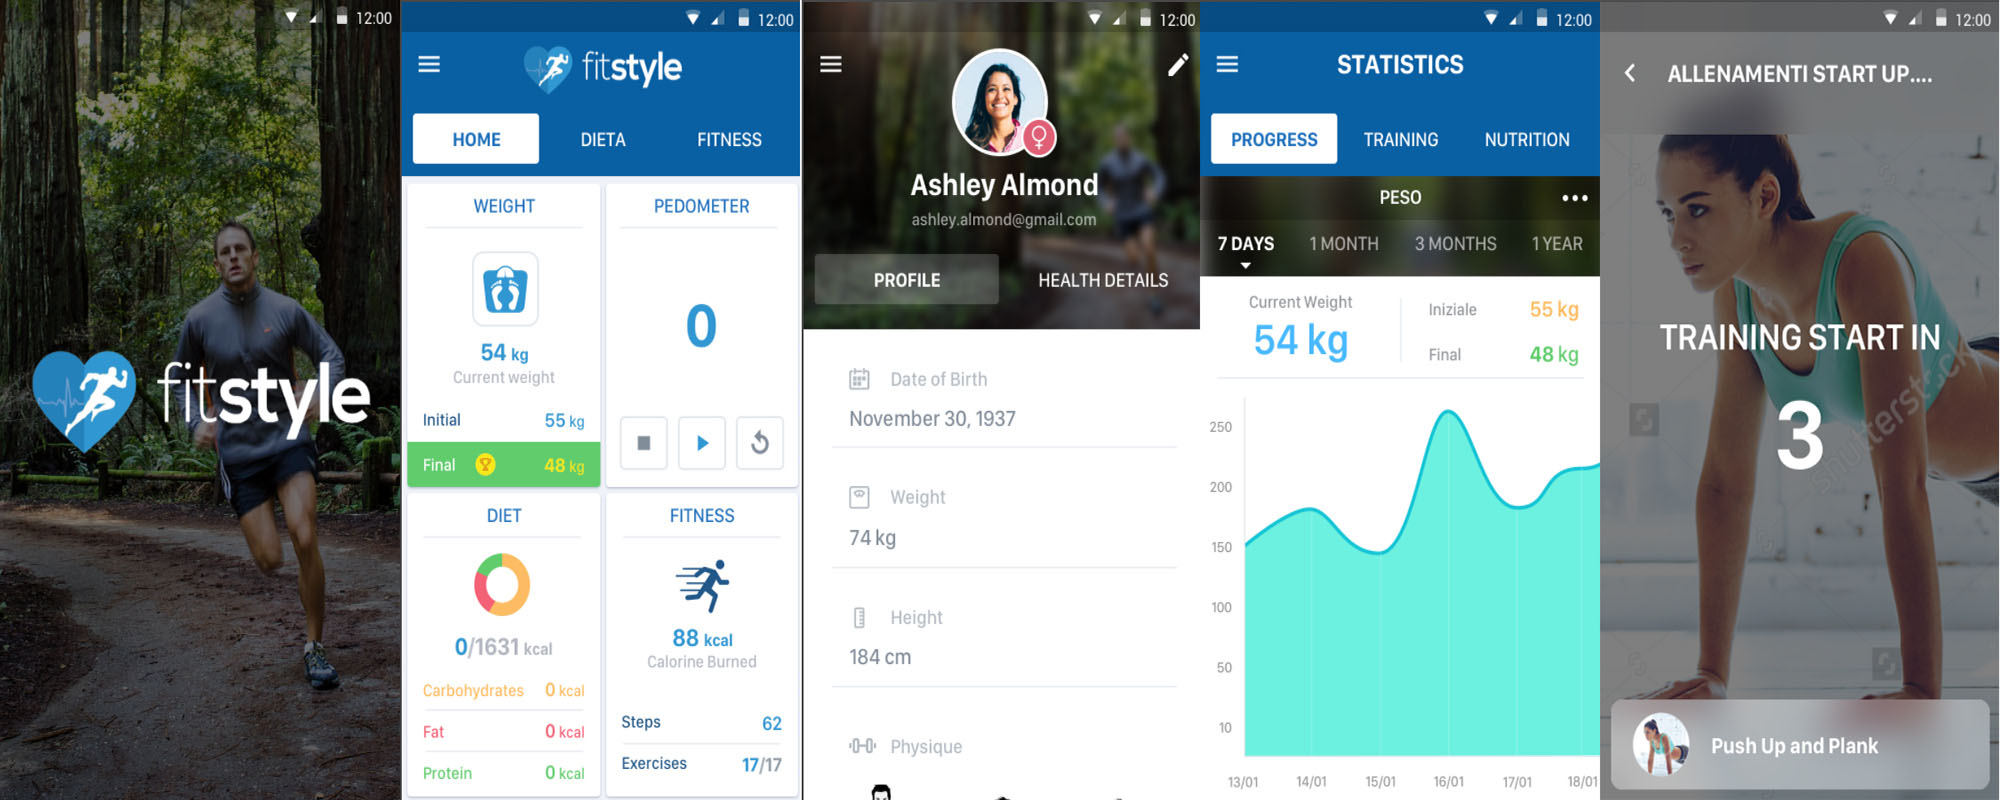 12:00
fitstyle
12:00
fitstyle
HOME DIETA FITNESS
WEIGHT
54 kg
Current weight
Initial 55 kg
Final 48 kg
PEDOMETER
0
DIET
0/1631 kcal
Carbohydrates 0 kcal
Fat 0 kcal
Protein 0 kcal
FITNESS
88 kcal
Calorine Burned
Steps 62
Exercises 17/17
12:00
Ashley Almond
ashley.almond@gmail.com
PROFILE HEALTH DETAILS
Date of Birth
November 30, 1937
Weight
74 kg
Height
184 cm
Physique
12:00
STATISTICS
PROGRESS TRAINING NUTRITION
PESO
7 DAYS 1 MONTH 3 MONTHS 1 YEAR
Current Weight
54 kg
Iniziale 55 kg
Final 48 kg
250
200
150
100
50
10
13/01 14/01 15/01 16/01 17/01 18/01
12:00
ALLENAMENTI START UP....
TRAINING START IN
3
shutterstock
Push Up and Plank